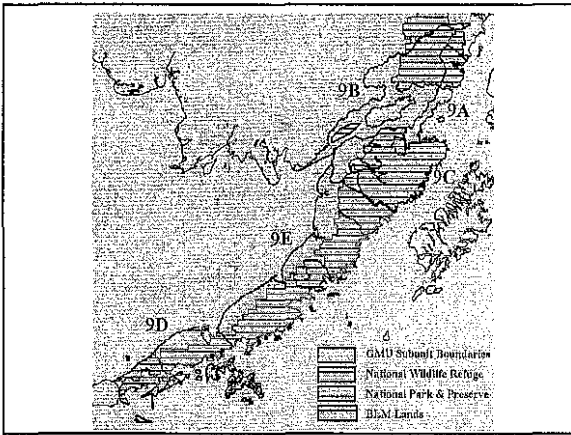 9B
9A
9C
9E
9D
GMU Subunit Boundaries
National Wildlife Refuge
National Park & Preserve
BLM Lands